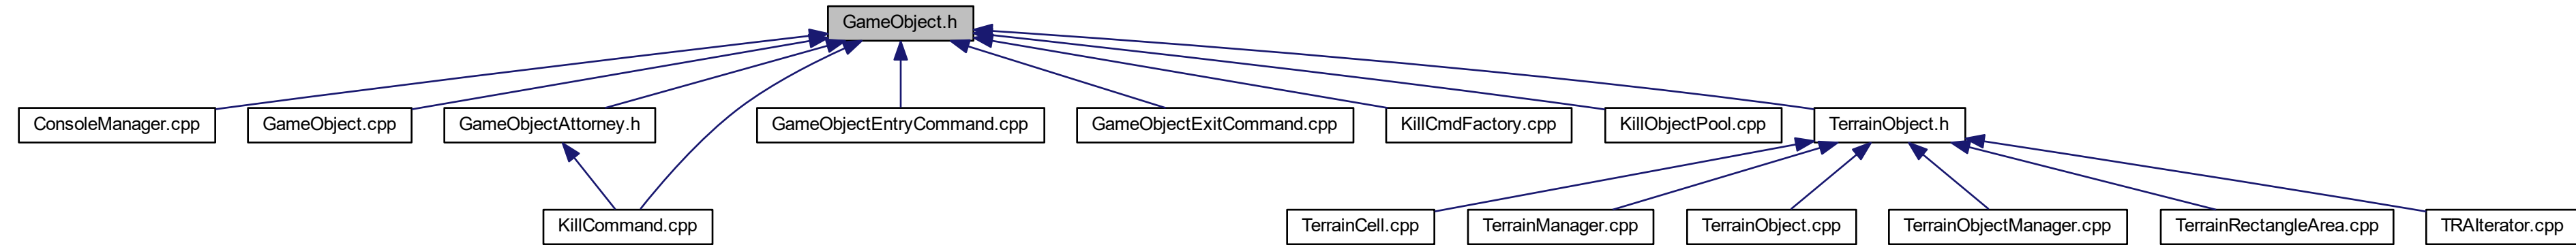 GameObject.h
ConsoleManager.cpp
GameObject.cpp
GameObjectAttorney.h
GameObjectEntryCommand.cpp
GameObjectExitCommand.cpp
KillCmdFactory.cpp
KillObjectPool.cpp
TerrainObject.h
KillCommand.cpp
TerrainCell.cpp
TerrainManager.cpp
TerrainObject.cpp
TerrainObjectManager.cpp
TerrainRectangleArea.cpp
TRAIterator.cpp